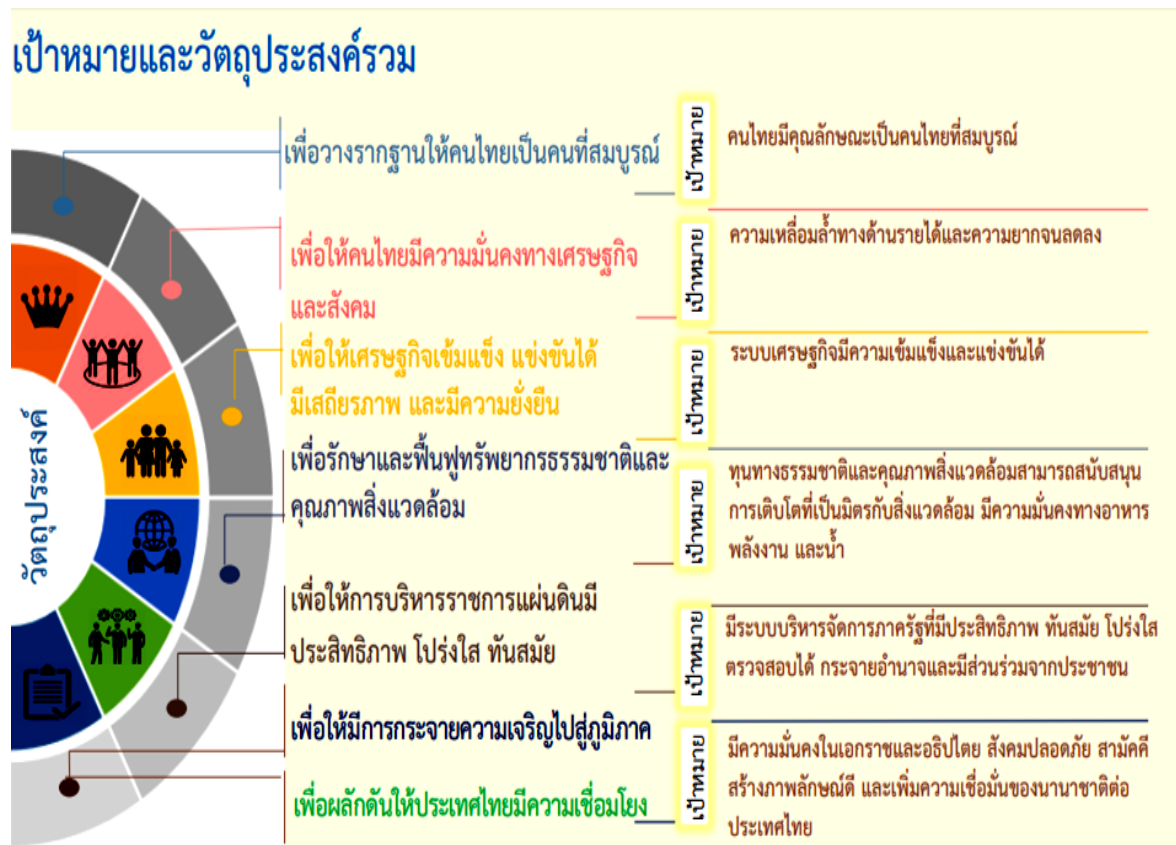 เป้าหมายและวัตถุประสงค์รวม
วัตถุประสงค์
เพื่อวางรากฐานให้คนไทยเป็นคนที่สมบูรณ์
เป้าหมาย
คนไทยมีคุณลักษณะเป็นคนไทยที่สมบูรณ์
เพื่อให้คนไทยมีความมั่นคงทางเศรษฐกิจ
และสังคม
เป้าหมาย
ความเหลื่อมล้ำทางด้านรายได้และความยากจนลดลง
เพื่อให้เศรษฐกิจเข้มแข็ง แข่งขันได้
มีเสถียรภาพ และมีความยั่งยืน
เป้าหมาย
ระบบเศรษฐกิจมีความเข้มแข็งและแข่งขันได้
เพื่อรักษาและฟื้นฟูทรัพยากรธรรมชาติและ
คุณภาพสิ่งแวดล้อม
เป้าหมาย
ทุนทางธรรมชาติและคุณภาพสิ่งแวดล้อมสามารถสนับสนุน
การเติบโตที่เป็นมิตรกับสิ่งแวดล้อม มีความมั่นคงทางอาหาร
พลังงาน และน้ำ
เพื่อให้การบริหารราชการแผ่นดินมี
ประสิทธิภาพ โปร่งใส ทันสมัย
เป้าหมาย
มีระบบบริหารจัดการภาครัฐที่มีประสิทธิภาพ ทันสมัย โปร่งใส
ตรวจสอบได้ กระจายอำนาจและมีส่วนร่วมจากประชาชน
เพื่อให้มีการกระจายความเจริญไปสู่ภูมิภาค
เพื่อผลักดันให้ประเทศไทยมีความเชื่อมโยง
เป้าหมาย
มีความมั่นคงในเอกราชและอธิปไตย สังคมปลอดภัย สามัคคี
สร้างภาพลักษณ์ดี และเพิ่มความเชื่อมั่นของนานาชาติต่อ
ประเทศไทย